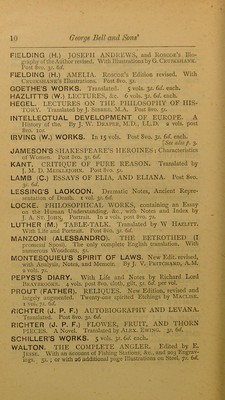 10 George Bell and Sons'
FIELDING (H.) JOSEPH ANDREWS, and Roscoe's Bio-
graphy of the Author revised. With Illustrations by G. Cruikshank.
Post 8vo. 3s. 6d.
FIELDING (H.) AMELIA. Roscoe's Edition revised. With
Cruikshank's Illustrations. Post 8vo. 5s.
GOETHE'S WORKS. Translated. 5 vols. 3s. 6d. each.
HAZLITT'S (W.) LECTURES, &c. 6 vols. 3s. 6d. each.
HEGEL. LECTURES ON THE PHILOSOPHY OF HIS-
TORY. Translated by J. Sibree, M.A. Post 8vo. 5s.
INTELLECTUAL DEVELOPMENT OF EUROPE. A
History of the. By J. W. Draper, M.D., LL.D. 2 vols. post
8vo. 10s.
IRVING (W.) WORKS. In 15 vols. Post 8vo. 3s. 6d. each.
[See also p. 
JAMESON'S SHAKESPEARE'S HEROINES: Characteristics
of Women. Post 8vo. 3s. 6d.
KANT. CRITIQUE OF PURE REASON. Translated by
J. M. D. Meiklejohn. Post 8vo. 5s.
LAMB (C.) ESSAYS OF ELIA, AND ELIANA. Post 8vo.
3s. 6d.
LESSING'S LAOKOON. Dramatic Notes, Ancient Repre-
sentation of Death. 1 vol. 3s. 6d.
LOCKE. PHILOSOPHICAL WORKS, containing an Essay
on the Human Understanding, &c., with Notes and Index by
J. A. St. John. Portrait. In 2 vols. post 8vo. 7s.
LUTHER (M.) TABLE-TALK. Translated by W. Hazlitt.
With Life and Portrait. Post 8vo. 3s. 6d.
MANZONI (ALESSANDRO). THE BETROTHED (I
promessi Sposi). The only complete English translation. With
numerous Woodcuts. 5s.
MONTESQUIEU'S SPIRIT OF LAWS. New Edit. revised,
with Analysis, Notes, and Memoir. By J. V. Pritchard, A.M.
2 vols. 7s.
PEPYS'S DIARY. With Life and Notes by Richard Lord
Braybrooke. 4 vols. post 8vo. cloth, gilt, 5s. 6d. per vol.
PROUT (FATHER). RELIQUES. New Edition, revised and
largely augmented. Twenty-one spirited Etchings by Maclise.
1 vol. 7s. 6d.
RICHTER (J. P. F.) AUTOBIOGRAPHY AND LEVANA.
Translated. Post 8vo. 3s. 6d.
RICHTER (J. P. F.) FLOWER, FRUIT, AND THORN
PIECES. A Novel. Translated by Alex. Ewing. 3s. 6d.
SCHILLER'S WORKS. 5 vols. 3s. 6d. each.
WALTON. THE COMPLETE ANGLER. Edited by E.
Jesse. With an account of Fishing Stations, &c., and 203 Engrav-
ings. 5s.; or with 26 additional page Illustrations on Steel, 7s. 6d.